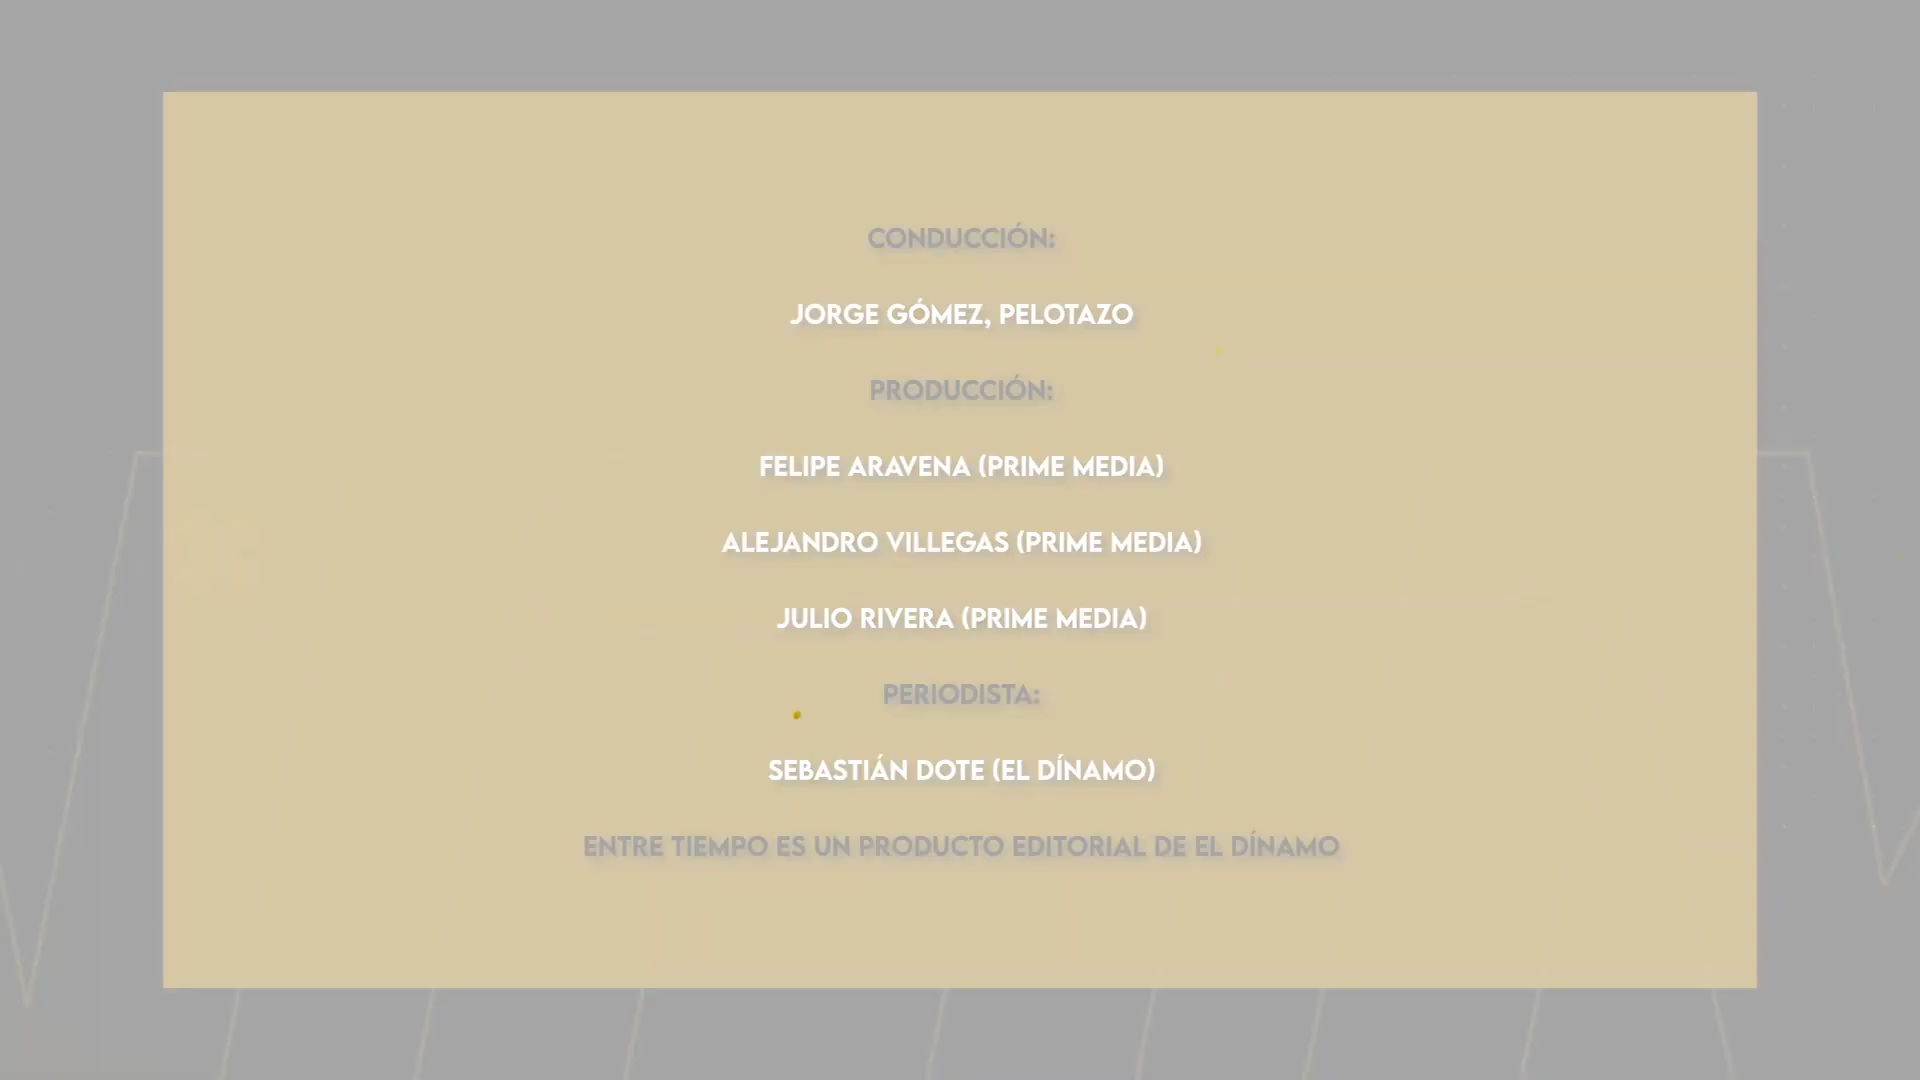 CONDUCCIÓN:
JORGE GÓMEZ, PELOTAZO
PRODUCCIÓN:
FELIPE ARAVENA (PRIME MEDIA)
ALEJANDRO VILLEGAS (PRIME MEDIA)
JULIO RIVERA (PRIME MEDIA)
PERIODISTA:
SEBASTIÁN DOTE (EL DÍNAMO)
ENTRE TIEMPO ES UN PRODUCTO EDITORIAL DE EL DÍNAMO